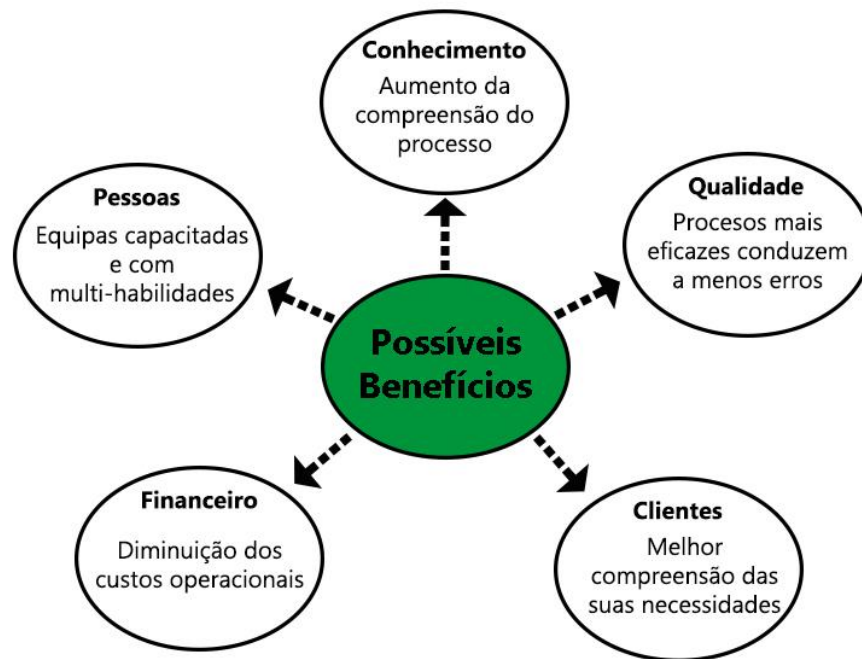 Conhecimento
Aumento da
compreensão do
processo
Pessoas
Equipas capacitadas
e com
multi-habilidades
Qualidade
Procesos mais
eficazes conduzem
a menos erros
Possíveis
Benefícios
Financeiro
Diminuição dos
custos operacionais
Clientes
Melhor
compreensão das
suas necessidades